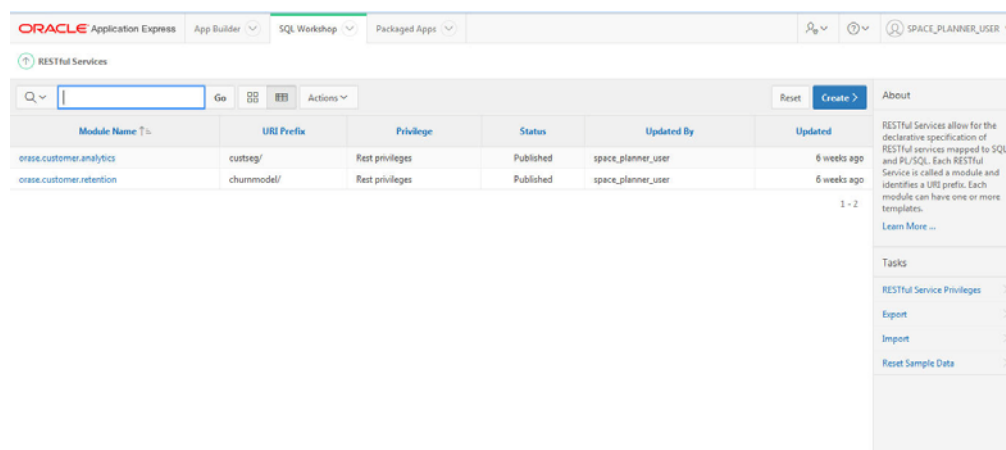 ORACLE Application Express App Builder SQL Workshop Packaged Apps SPACE_PLANNER_USER
RESTful Services
Go Actions Reset Create >
Module Name URI Prefix Privilege Status Updated By Updated
orase.customer.analytics custseg/ Rest privileges Published space_planner_user 6 weeks ago
orase.customer.retention churnmodel/ Rest privileges Published space_planner_user 6 weeks ago
1 - 2
About
RESTful Services allow for the
declarative specification of
RESTful services mapped to SQL
and PL/SQL. Each RESTful
Service is called a module and
identifies a URI prefix. Each
module can have one or more
templates.
Learn More ...
Tasks
RESTful Service Privileges
Export
Import
Reset Sample Data